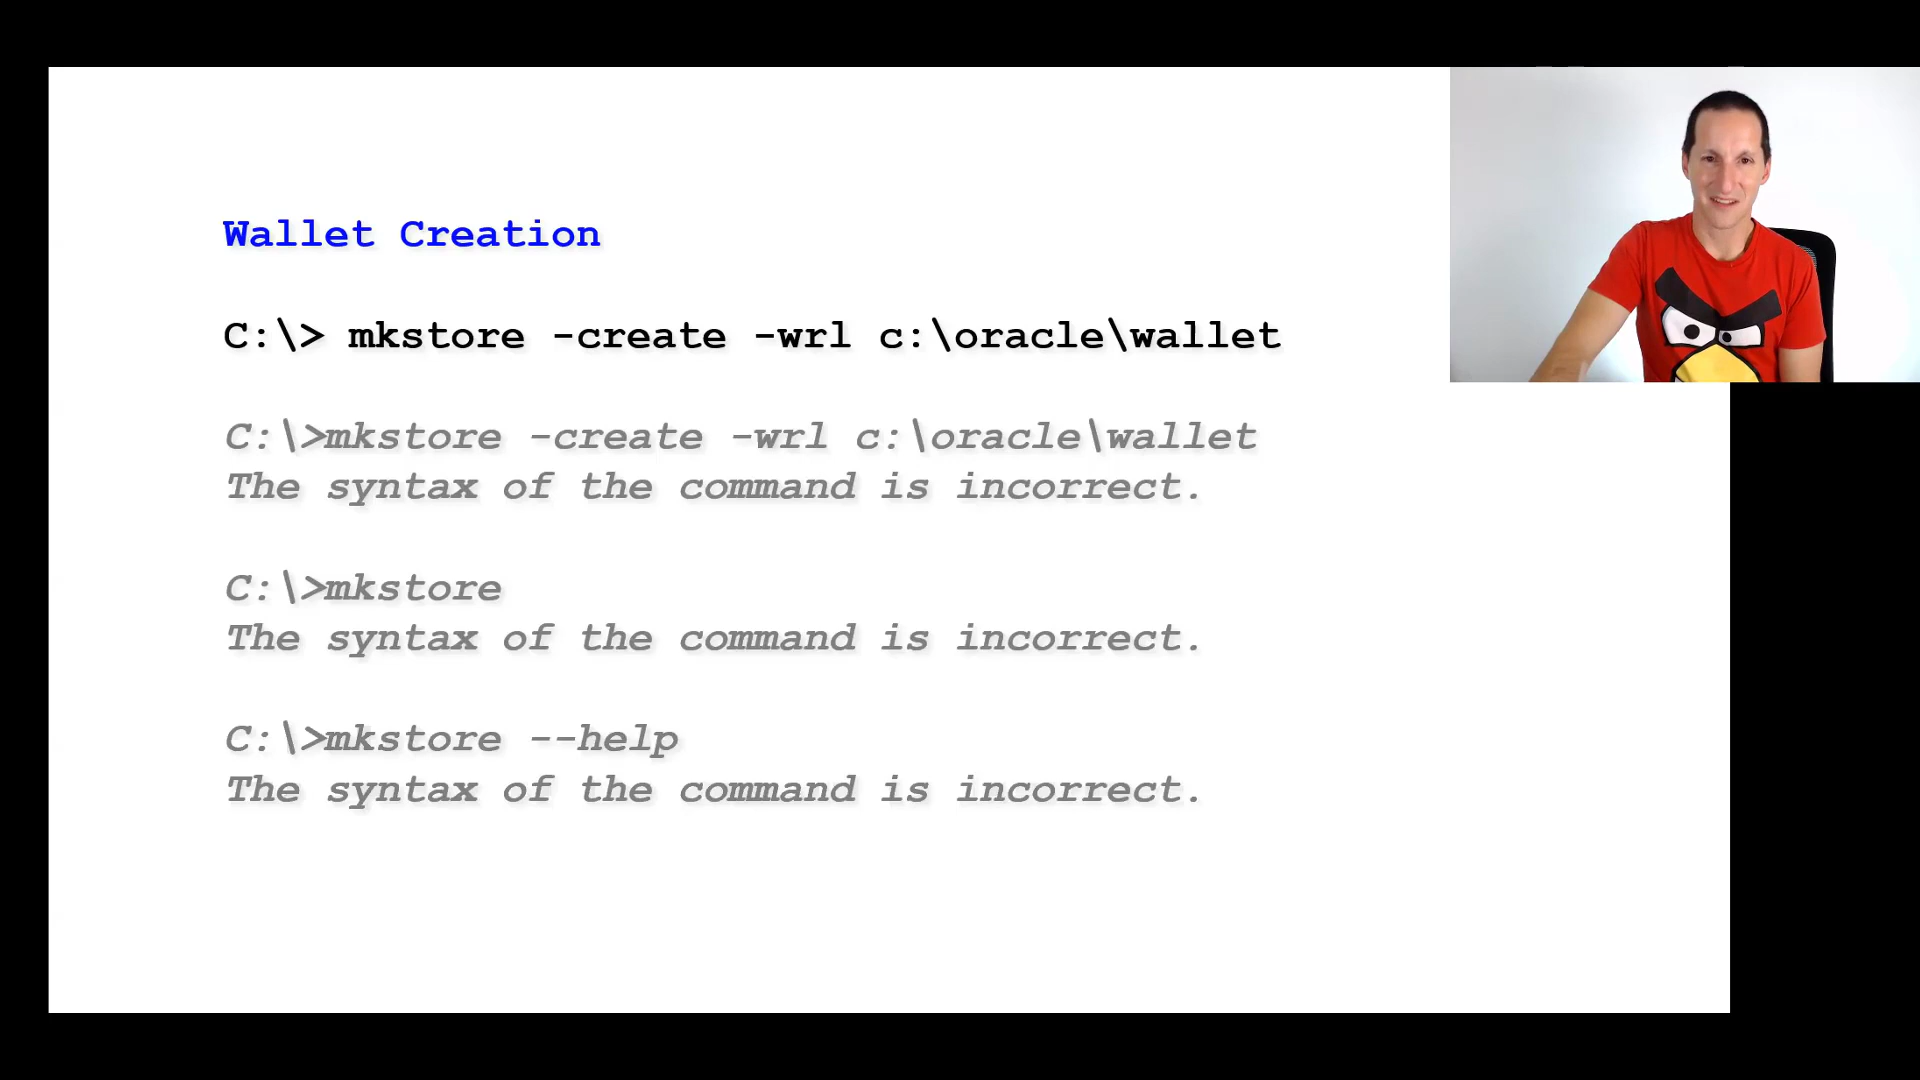 Wallet Creation
C:\> mkstore -create -wrl c:\oracle\wallet
C:\>mkstore -create -wrl c:\oracle\wallet
The syntax of the command is incorrect.
C:\>mkstore
The syntax of the command is incorrect.
C:\>mkstore --help
The syntax of the command is incorrect.